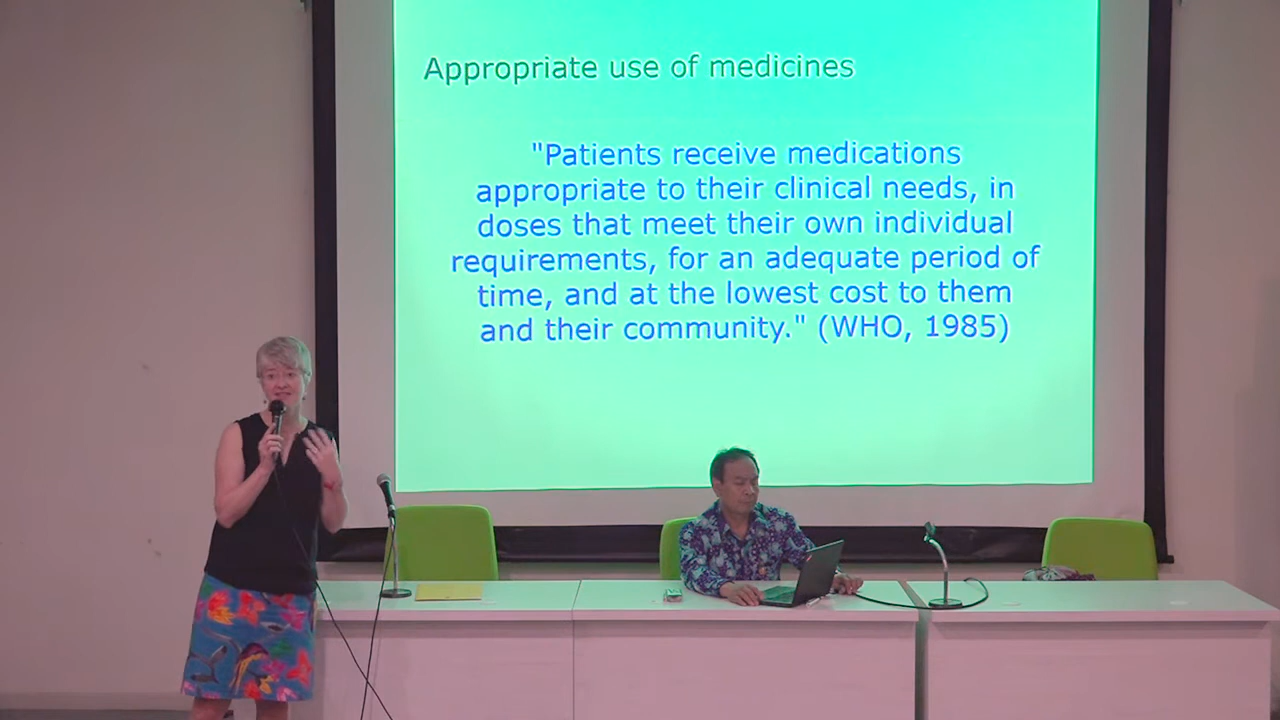 Appropriate use of medicines
"Patients receive medications
appropriate to their clinical needs, in
doses that meet their own individual
requirements, for an adequate period of
time, and at the lowest cost to them
and their community." (WHO, 1985)